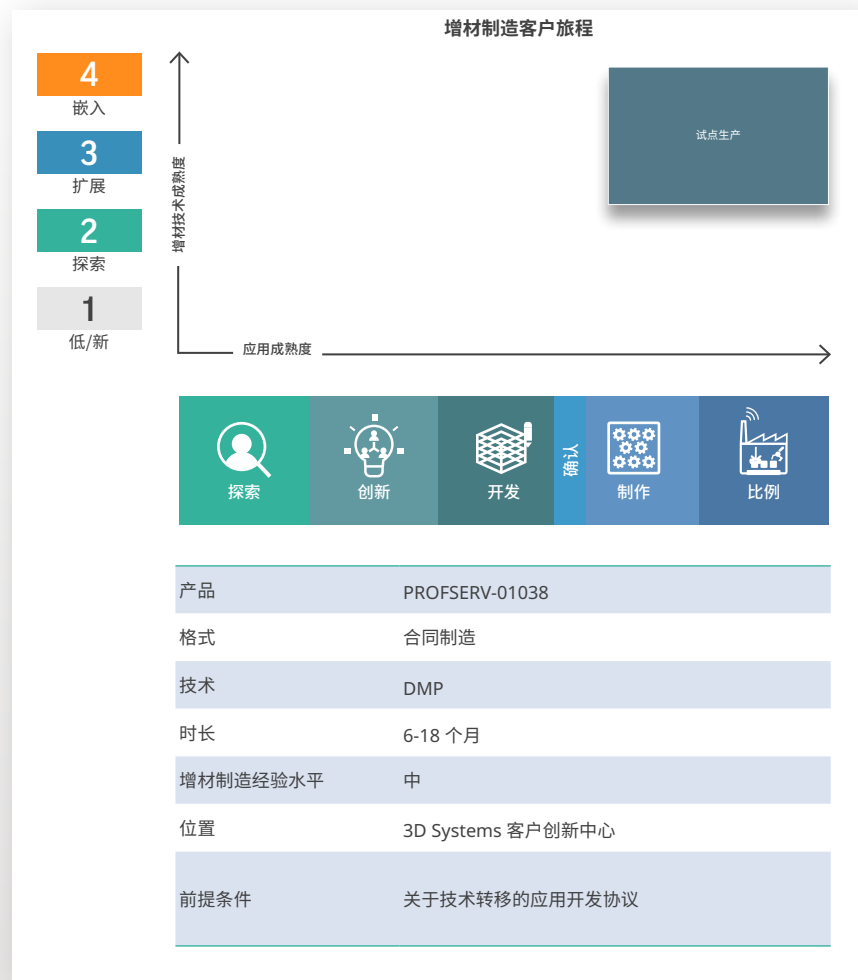 增材制造客户旅程
4
嵌入
3
扩展
2
探索
1
低/新
增材技术成熟度
试点生产
应用成熟度
探索
创新
开发
确认
制作
比例
产品 PROFSERV-01038
格式 合同制造
技术 DMP
时长 6-18 个月
增材制造经验水平 中
位置 3D Systems 客户创新中心
前提条件 关于技术转移的应用开发协议